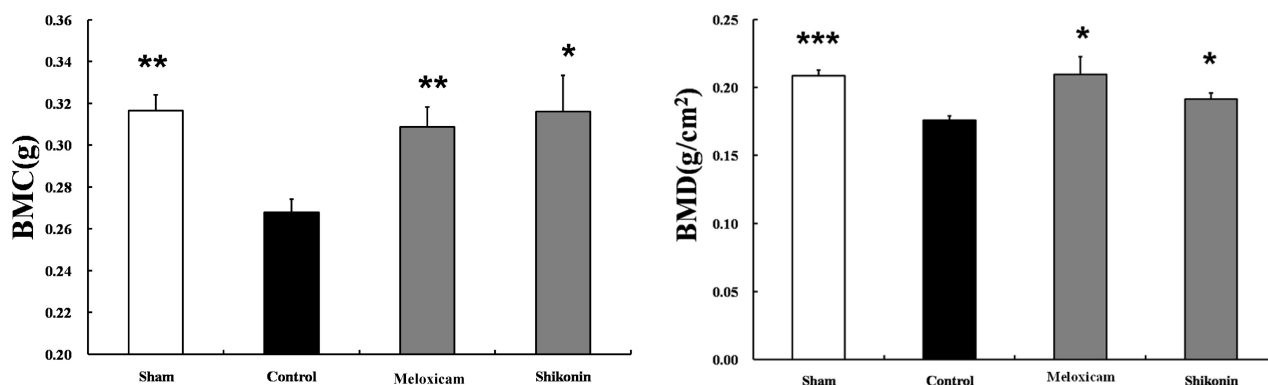 BMC(g)
0.36
0.34
0.32
0.30
0.28
0.26
0.24
0.22
0.20
**
**
*
Sham
Control
Meloxicam
Shikonin
BMD(g/cm²)
0.25
0.20
0.15
0.10
0.05
0.00
***
*
*
Sham
Control
Meloxicam
Shikonin